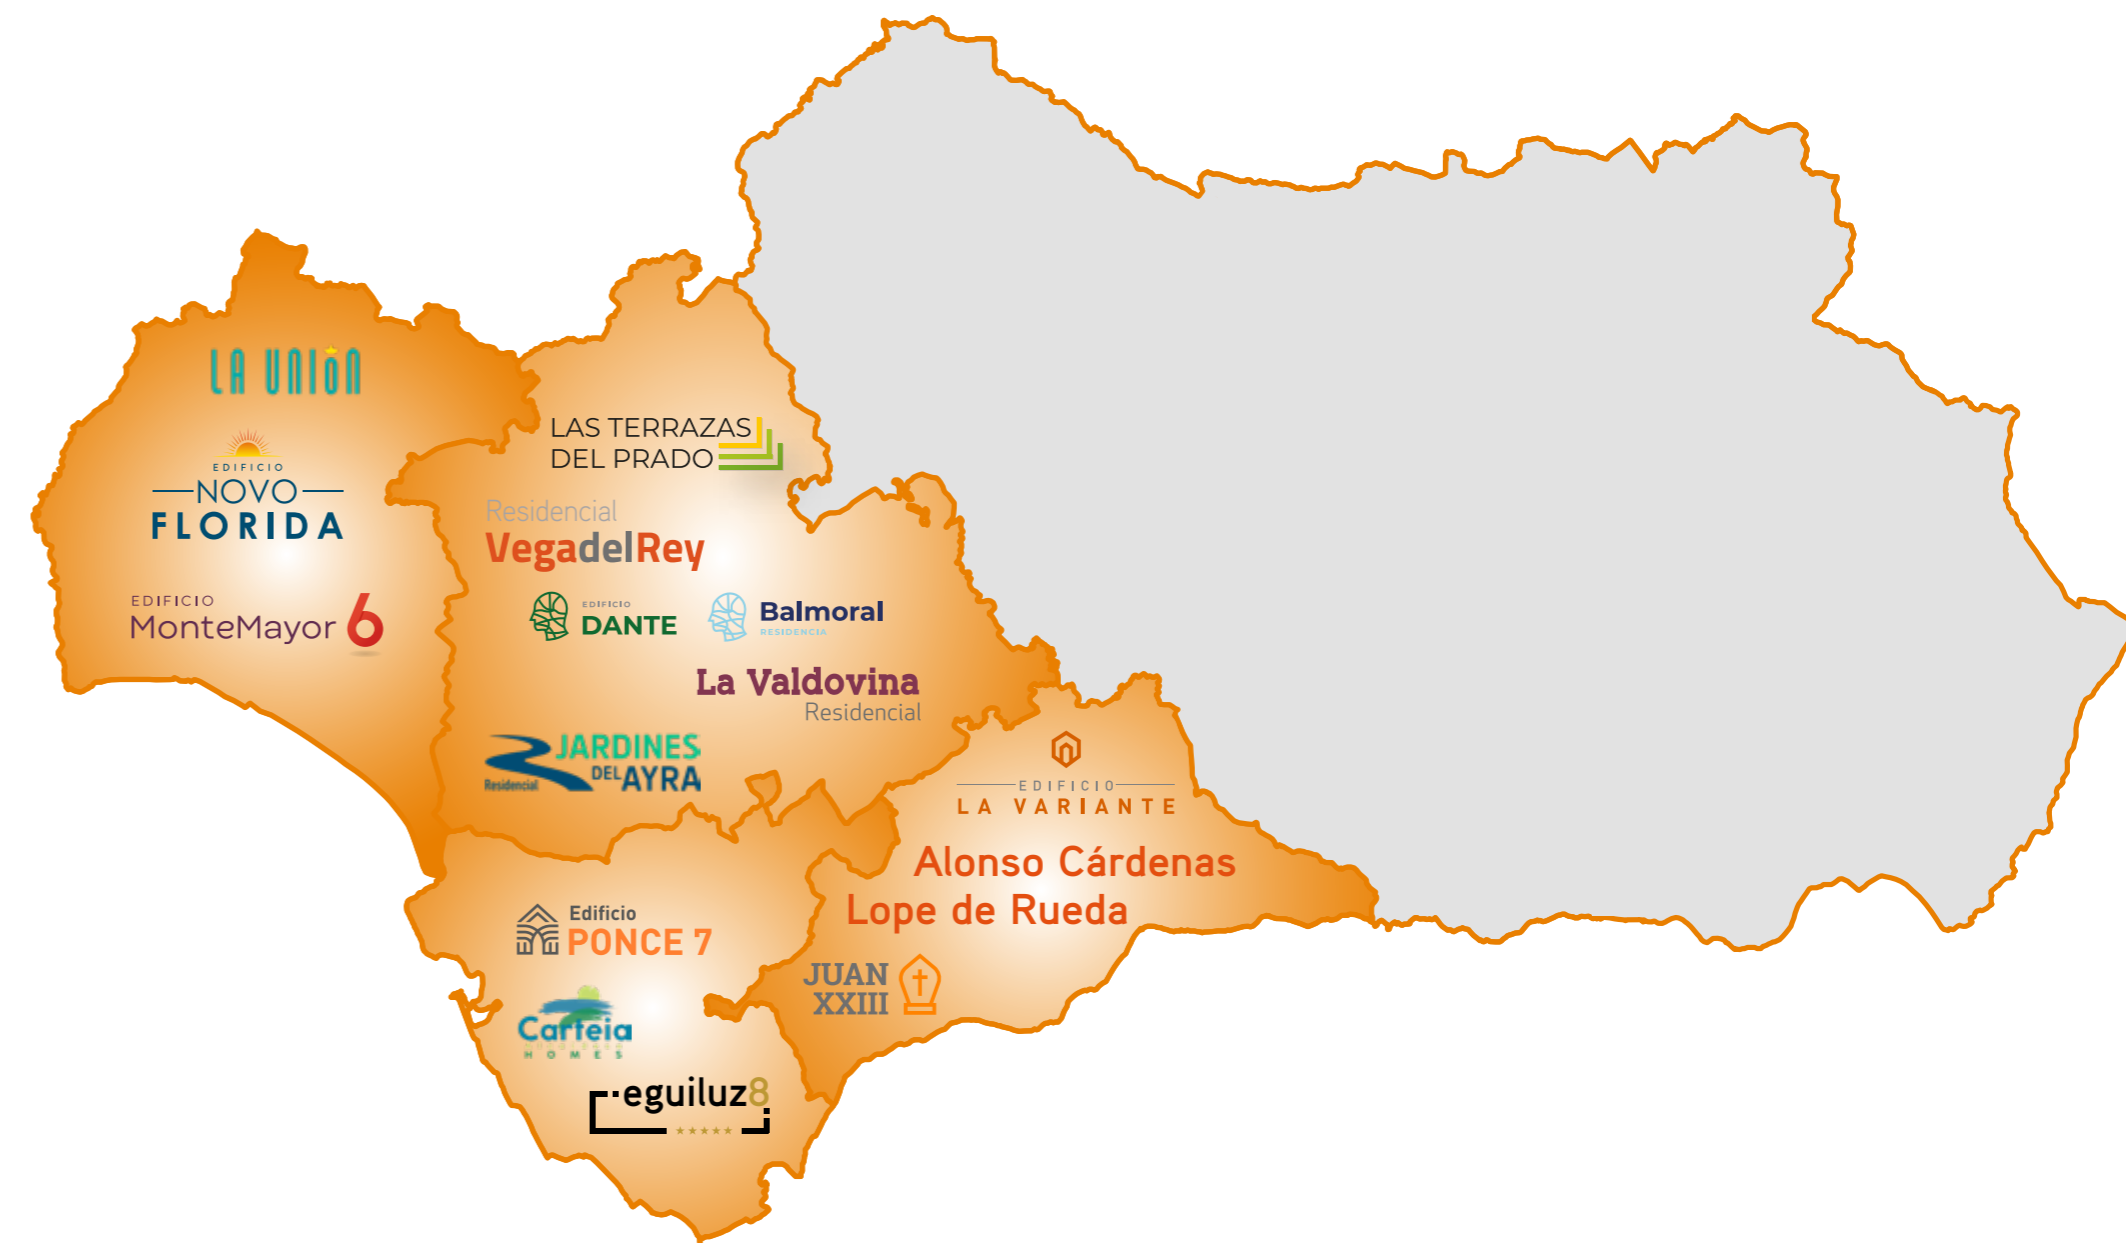 LA UNIÓN
EDIFICIO
NOVO
FLORIDA
EDIFICIO
MonteMayor 6
LAS TERRAZAS
DEL PRADO
Residencial
VegadelRey
EDIFICIO
DANTE
Balmoral
RESIDENCIA
La Valdovina
Residencial
JARDINES
DEL AYRA
Residencial
Edificio
PONCE 7
Carteia
HOMES
eguiluz8
EDIFICIO
LA VARIANTE
Alonso Cárdenas
Lope de Rueda
JUAN
XXIII